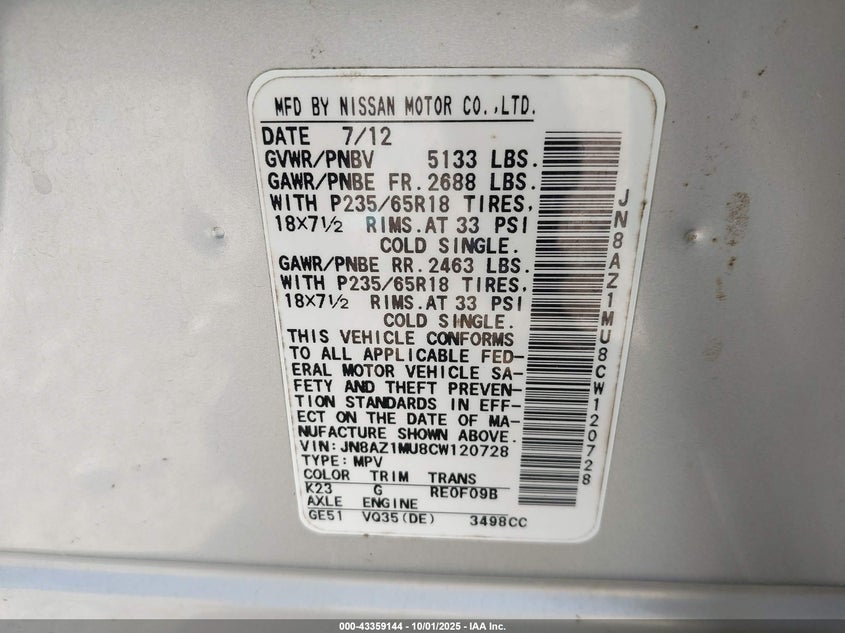 MFD BY NISSAN MOTOR CO.,LTD.
DATE 7/12
GVWR/PNBV 5133 LBS.
GAWR/PNBE FR.2688 LBS.
WITH P235/65R18 TIRES.
18×7½ RIMS.AT 33 PSI
COLD SINGLE.
GAWR/PNBE RR.2463 LBS.
WITH P235/65R18 TIRES.
18×7½ RIMS.AT 33 PSI
COLD SINGLE.
THIS VEHICLE CONFORMS
TO ALL APPLICABLE FED-
ERAL MOTOR VEHICLE SA-
FETY AND THEFT PREVEN-
TION STANDARDS IN EFF-
ECT ON THE DATE OF MA-
NUFACTURE SHOWN ABOVE.
VIN:JN8AZ1MU8CW120728
TYPE:MPV
COLOR TRIM TRANS
K23 G RE0F09B
AXLE ENGINE
GE51 VQ35(DE) 3498CC
JN8AZ1MU8CW120728
000-43359144 - 10/01/2025 - IAA Inc.